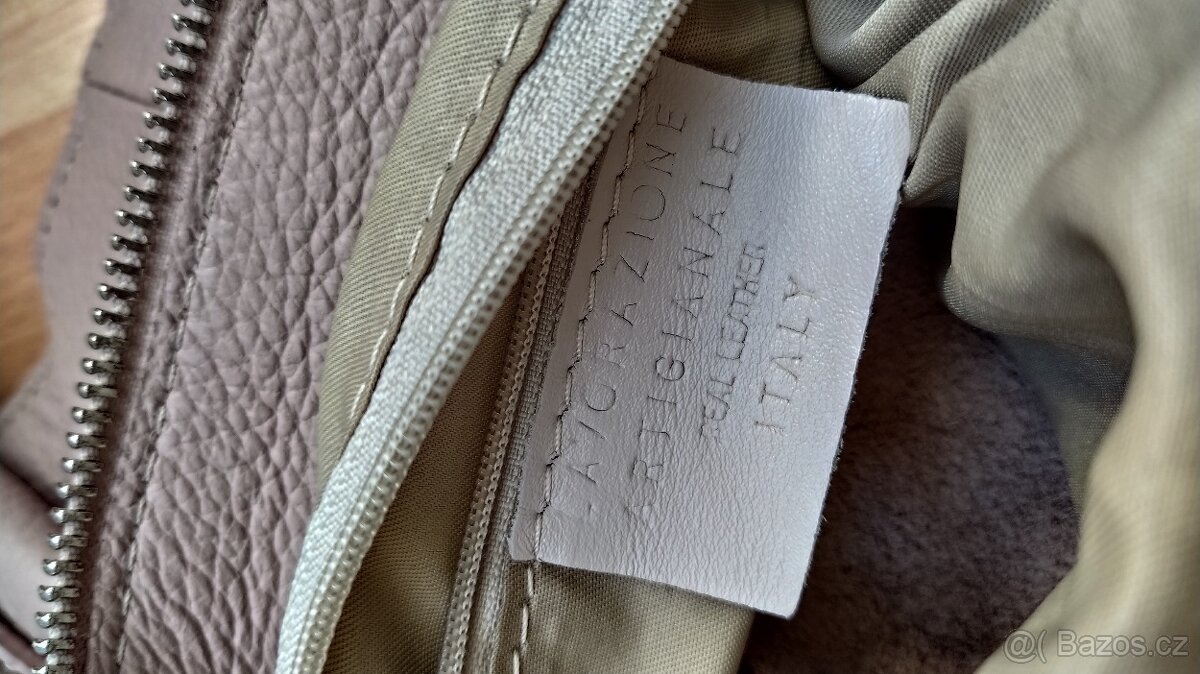 LAVORAZIONE
ARTIGIANALE
REAL LEATHER
ITALY
@( Bazos.cz